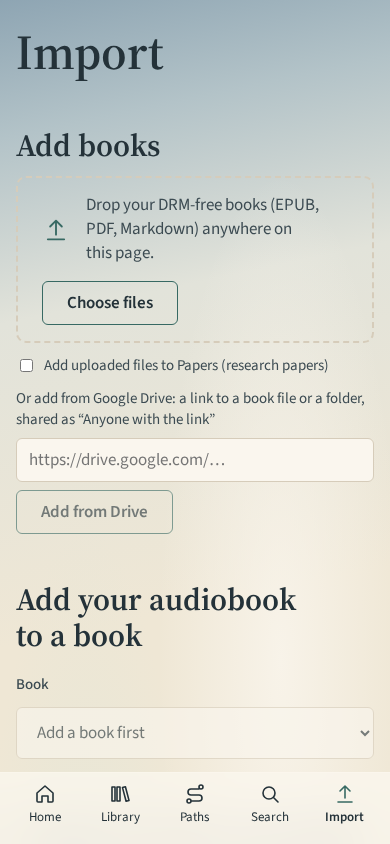 Import
Add books
Drop your DRM-free books (EPUB,
PDF, Markdown) anywhere on
this page.
Choose files
Add uploaded files to Papers (research papers)
Or add from Google Drive: a link to a book file or a folder,
shared as “Anyone with the link”
https://drive.google.com/…
Add from Drive
Add your audiobook
to a book
Book
Add a book first
Home
Library
Paths
Search
Import